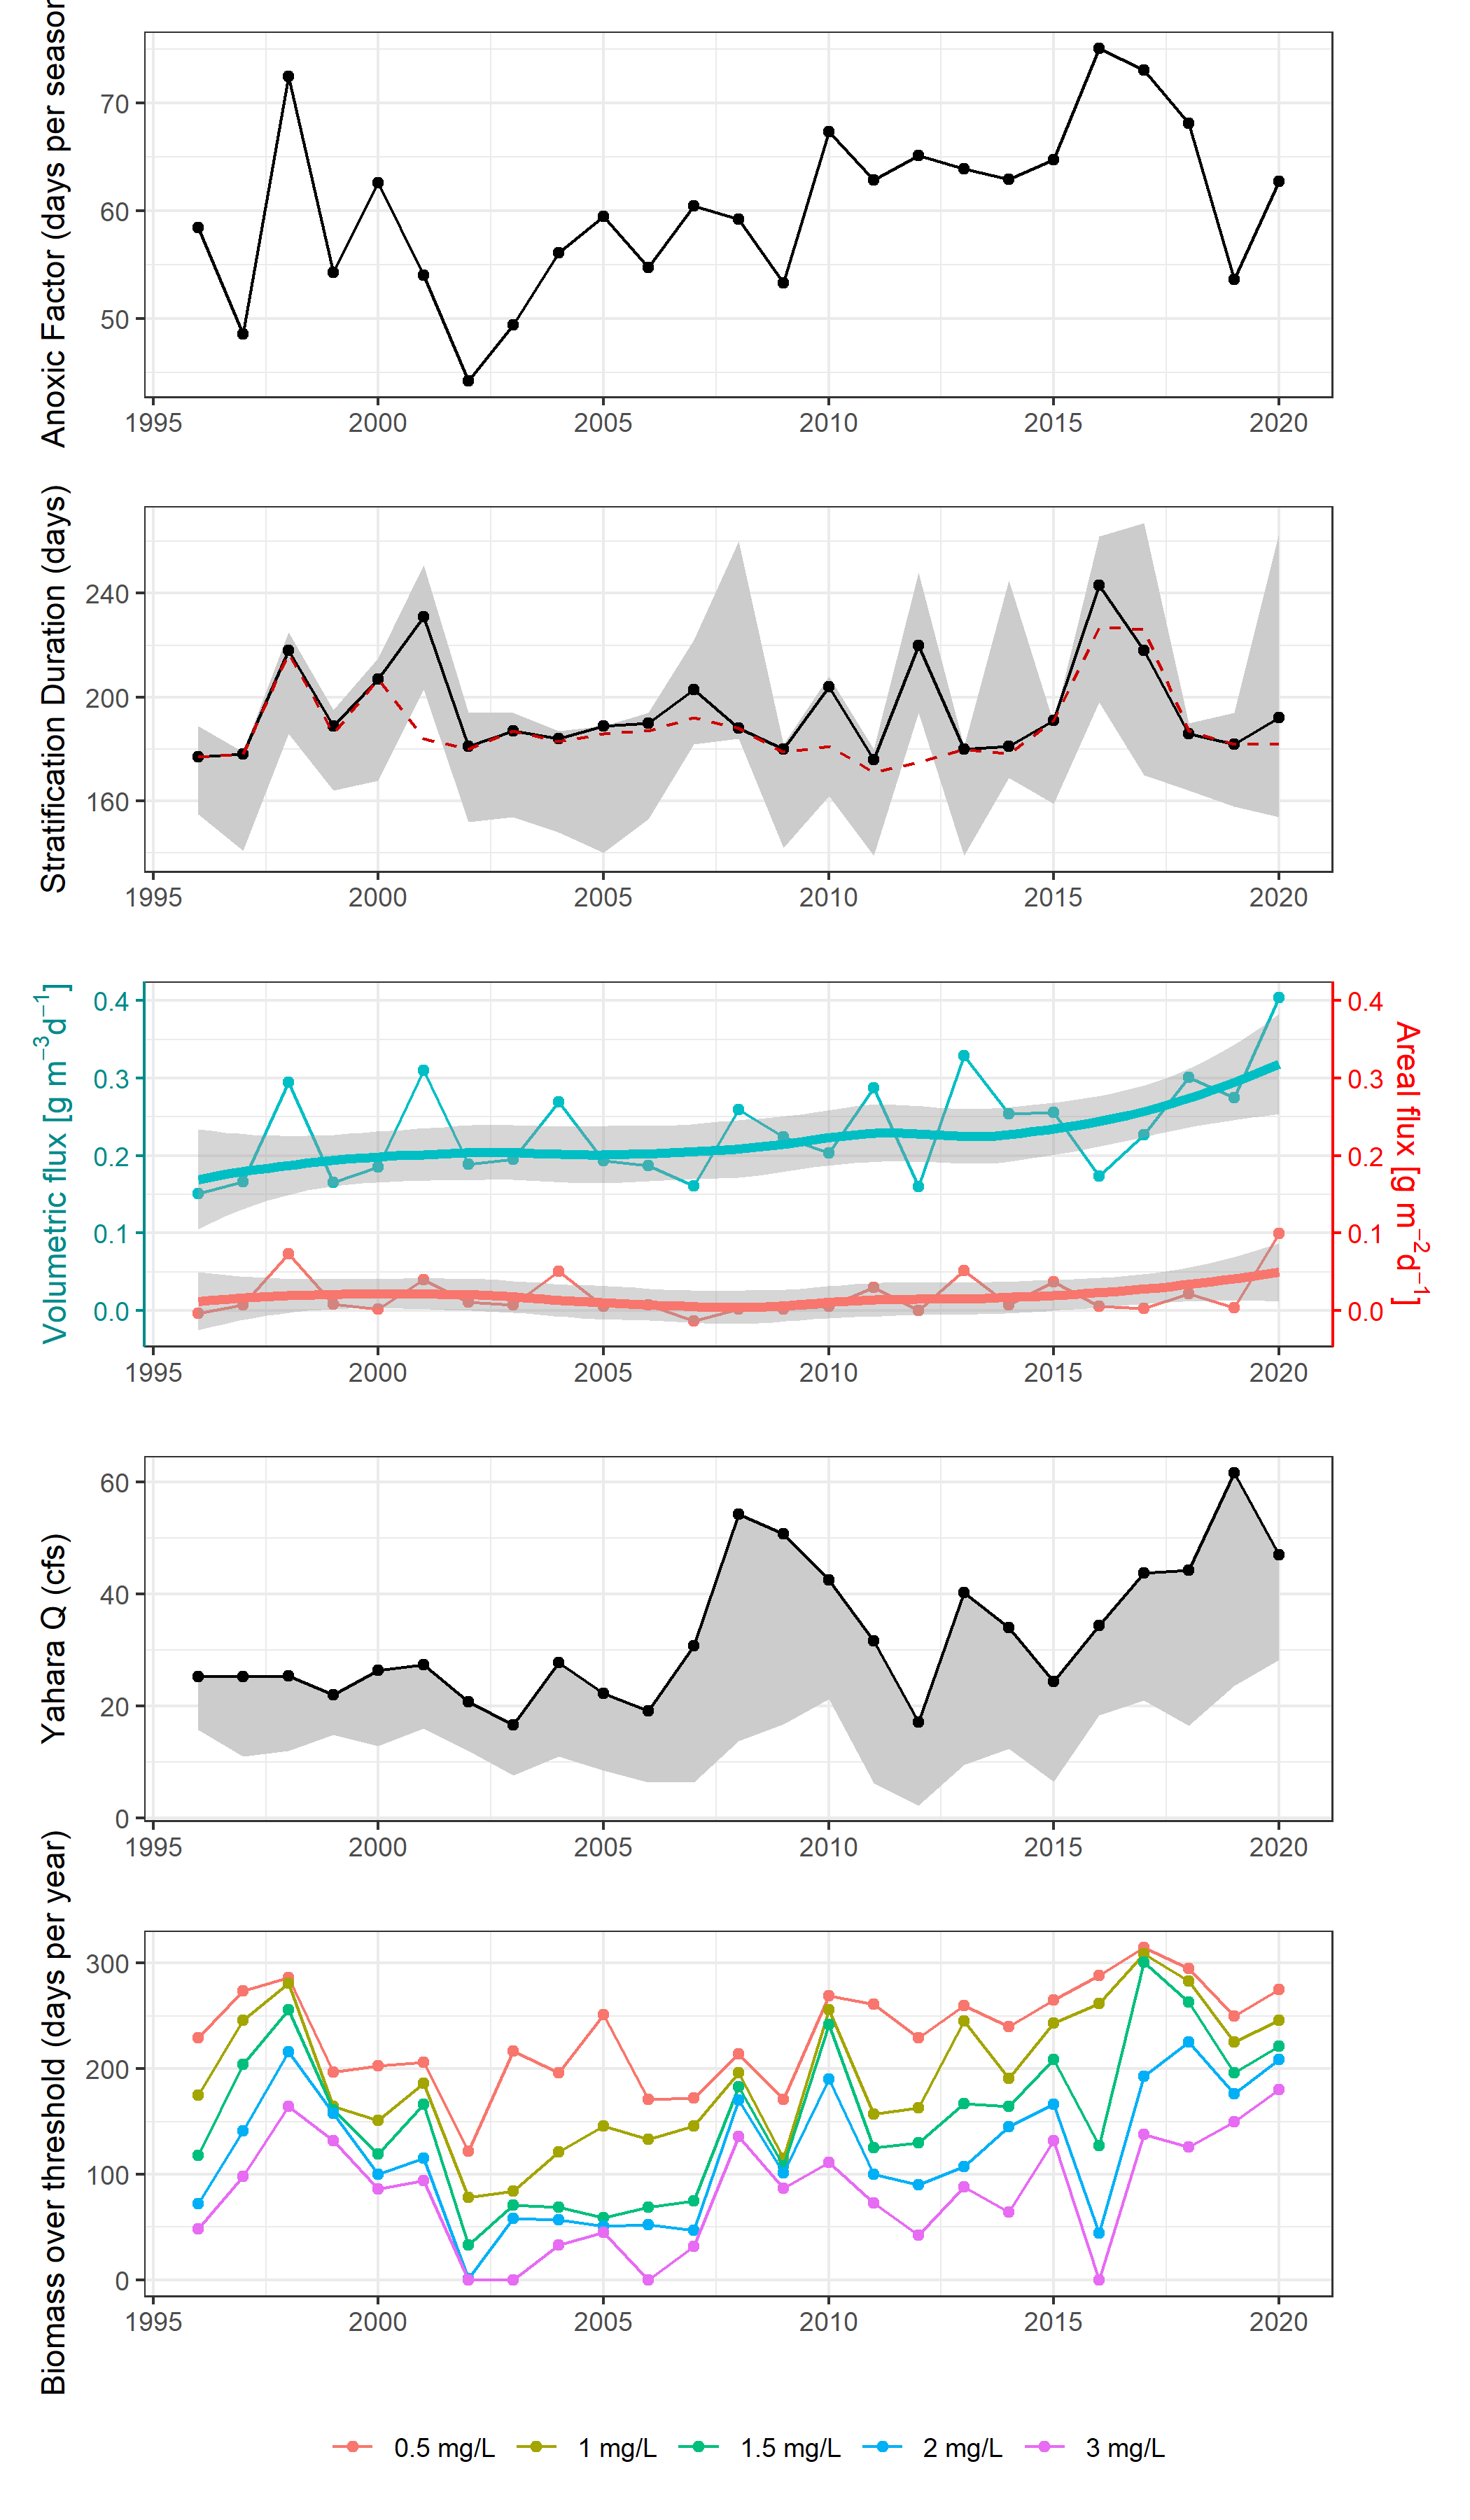 Anoxic Factor (days per season
70
60
50
1995 2000 2005 2010 2015 2020
Stratification Duration (days)
240
200
160
1995 2000 2005 2010 2015 2020
Volumetric flux [g m⁻³d⁻¹]
0.4
0.3
0.2
0.1
0.0
Areal flux [g m⁻²d⁻¹]
0.4
0.3
0.2
0.1
0.0
1995 2000 2005 2010 2015 2020
Yahara Q (cfs)
60
40
20
0
1995 2000 2005 2010 2015 2020
Biomass over threshold (days per year)
300
200
100
0
1995 2000 2005 2010 2015 2020
0.5 mg/L 1 mg/L 1.5 mg/L 2 mg/L 3 mg/L